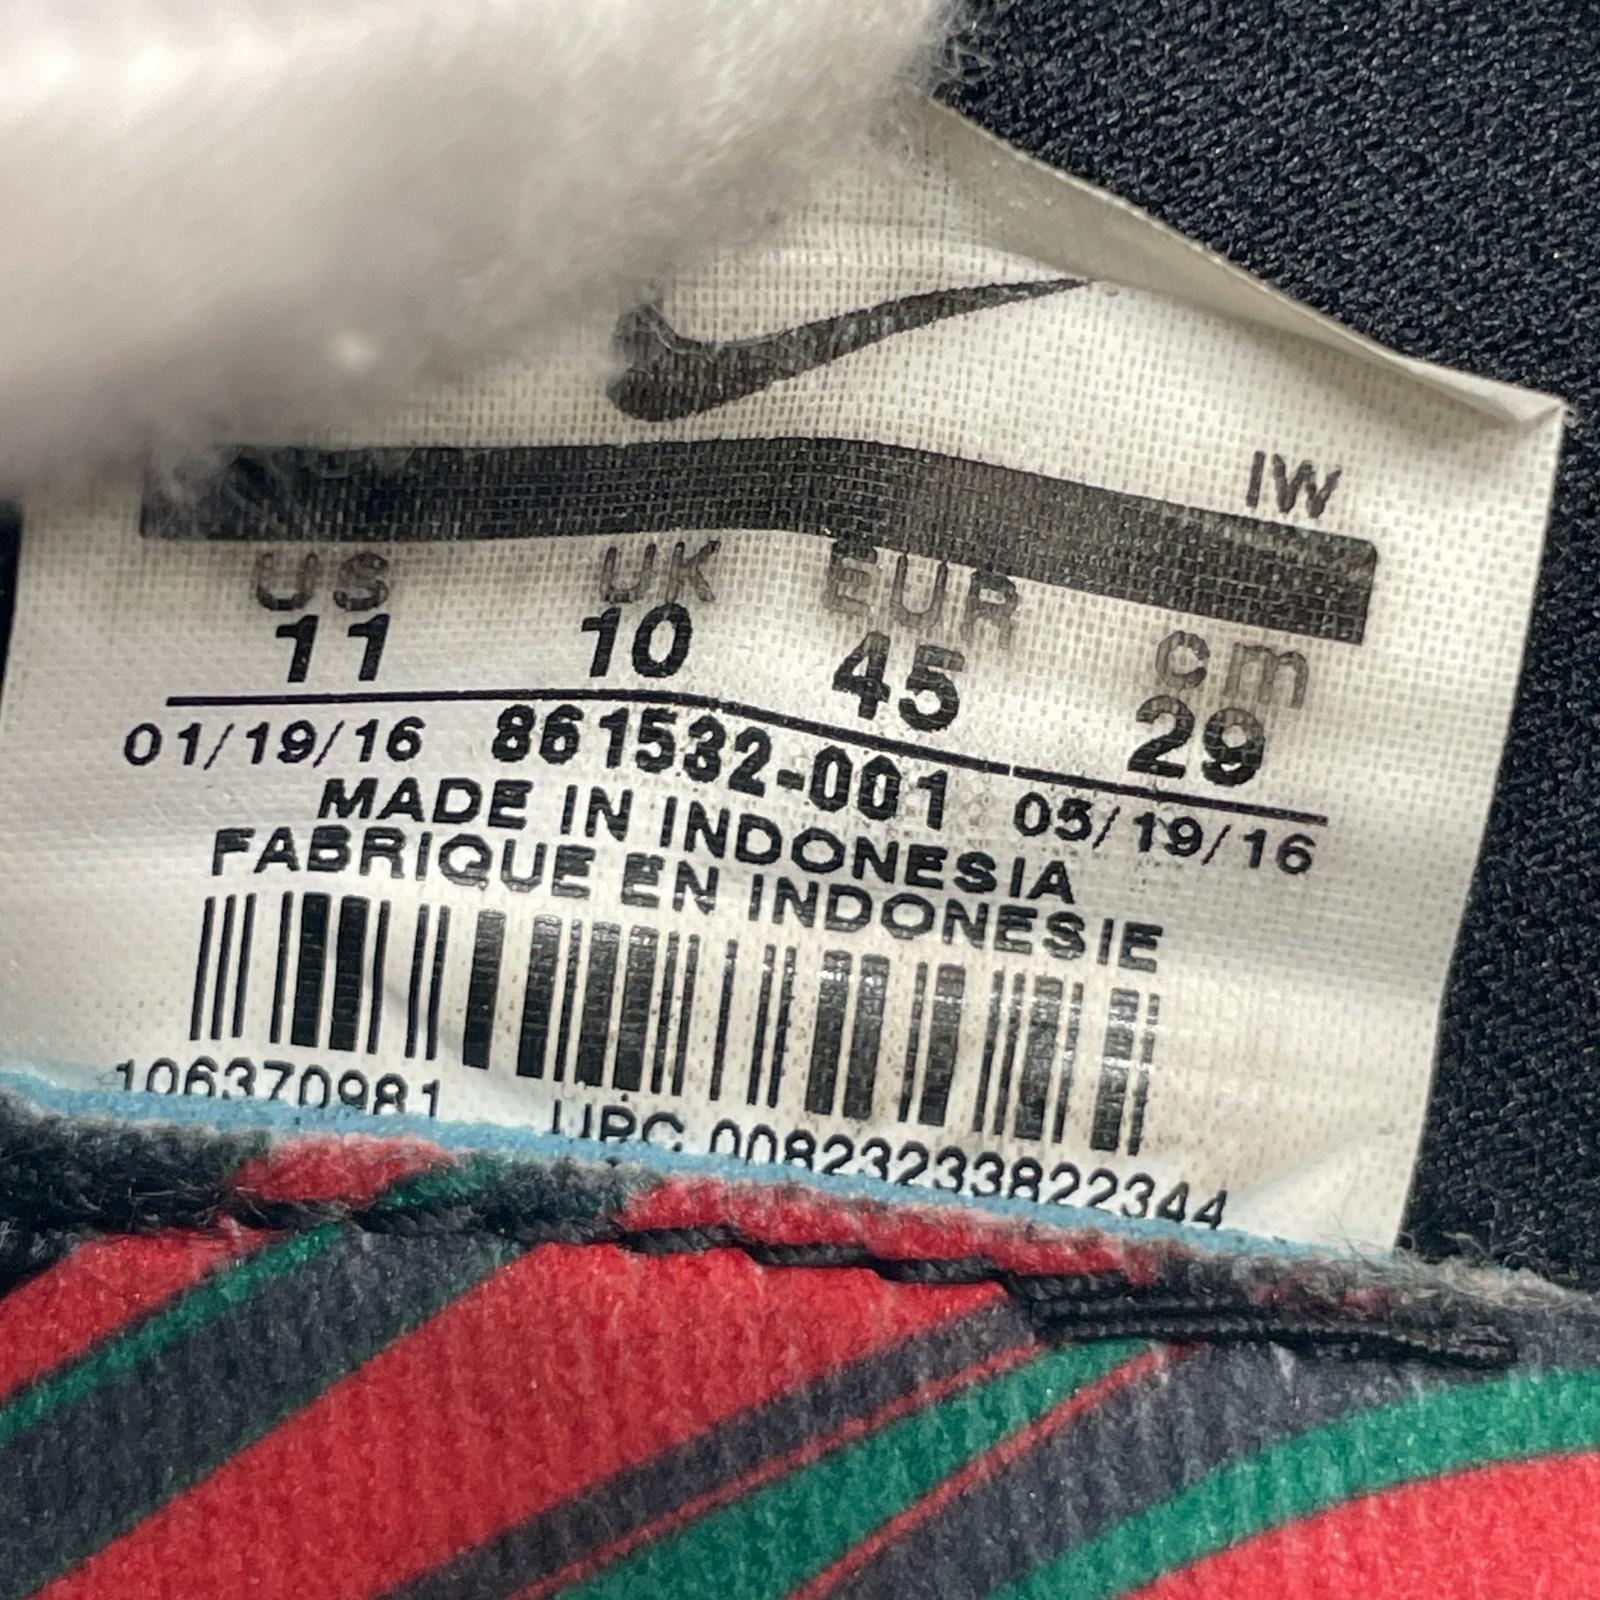 IW
US UK EUR cm
11 10 45 29
01/19/16 861532-001 05/19/16
MADE IN INDONESIA
FABRIQUE EN INDONESIE
106370981 UPC 00823233822344